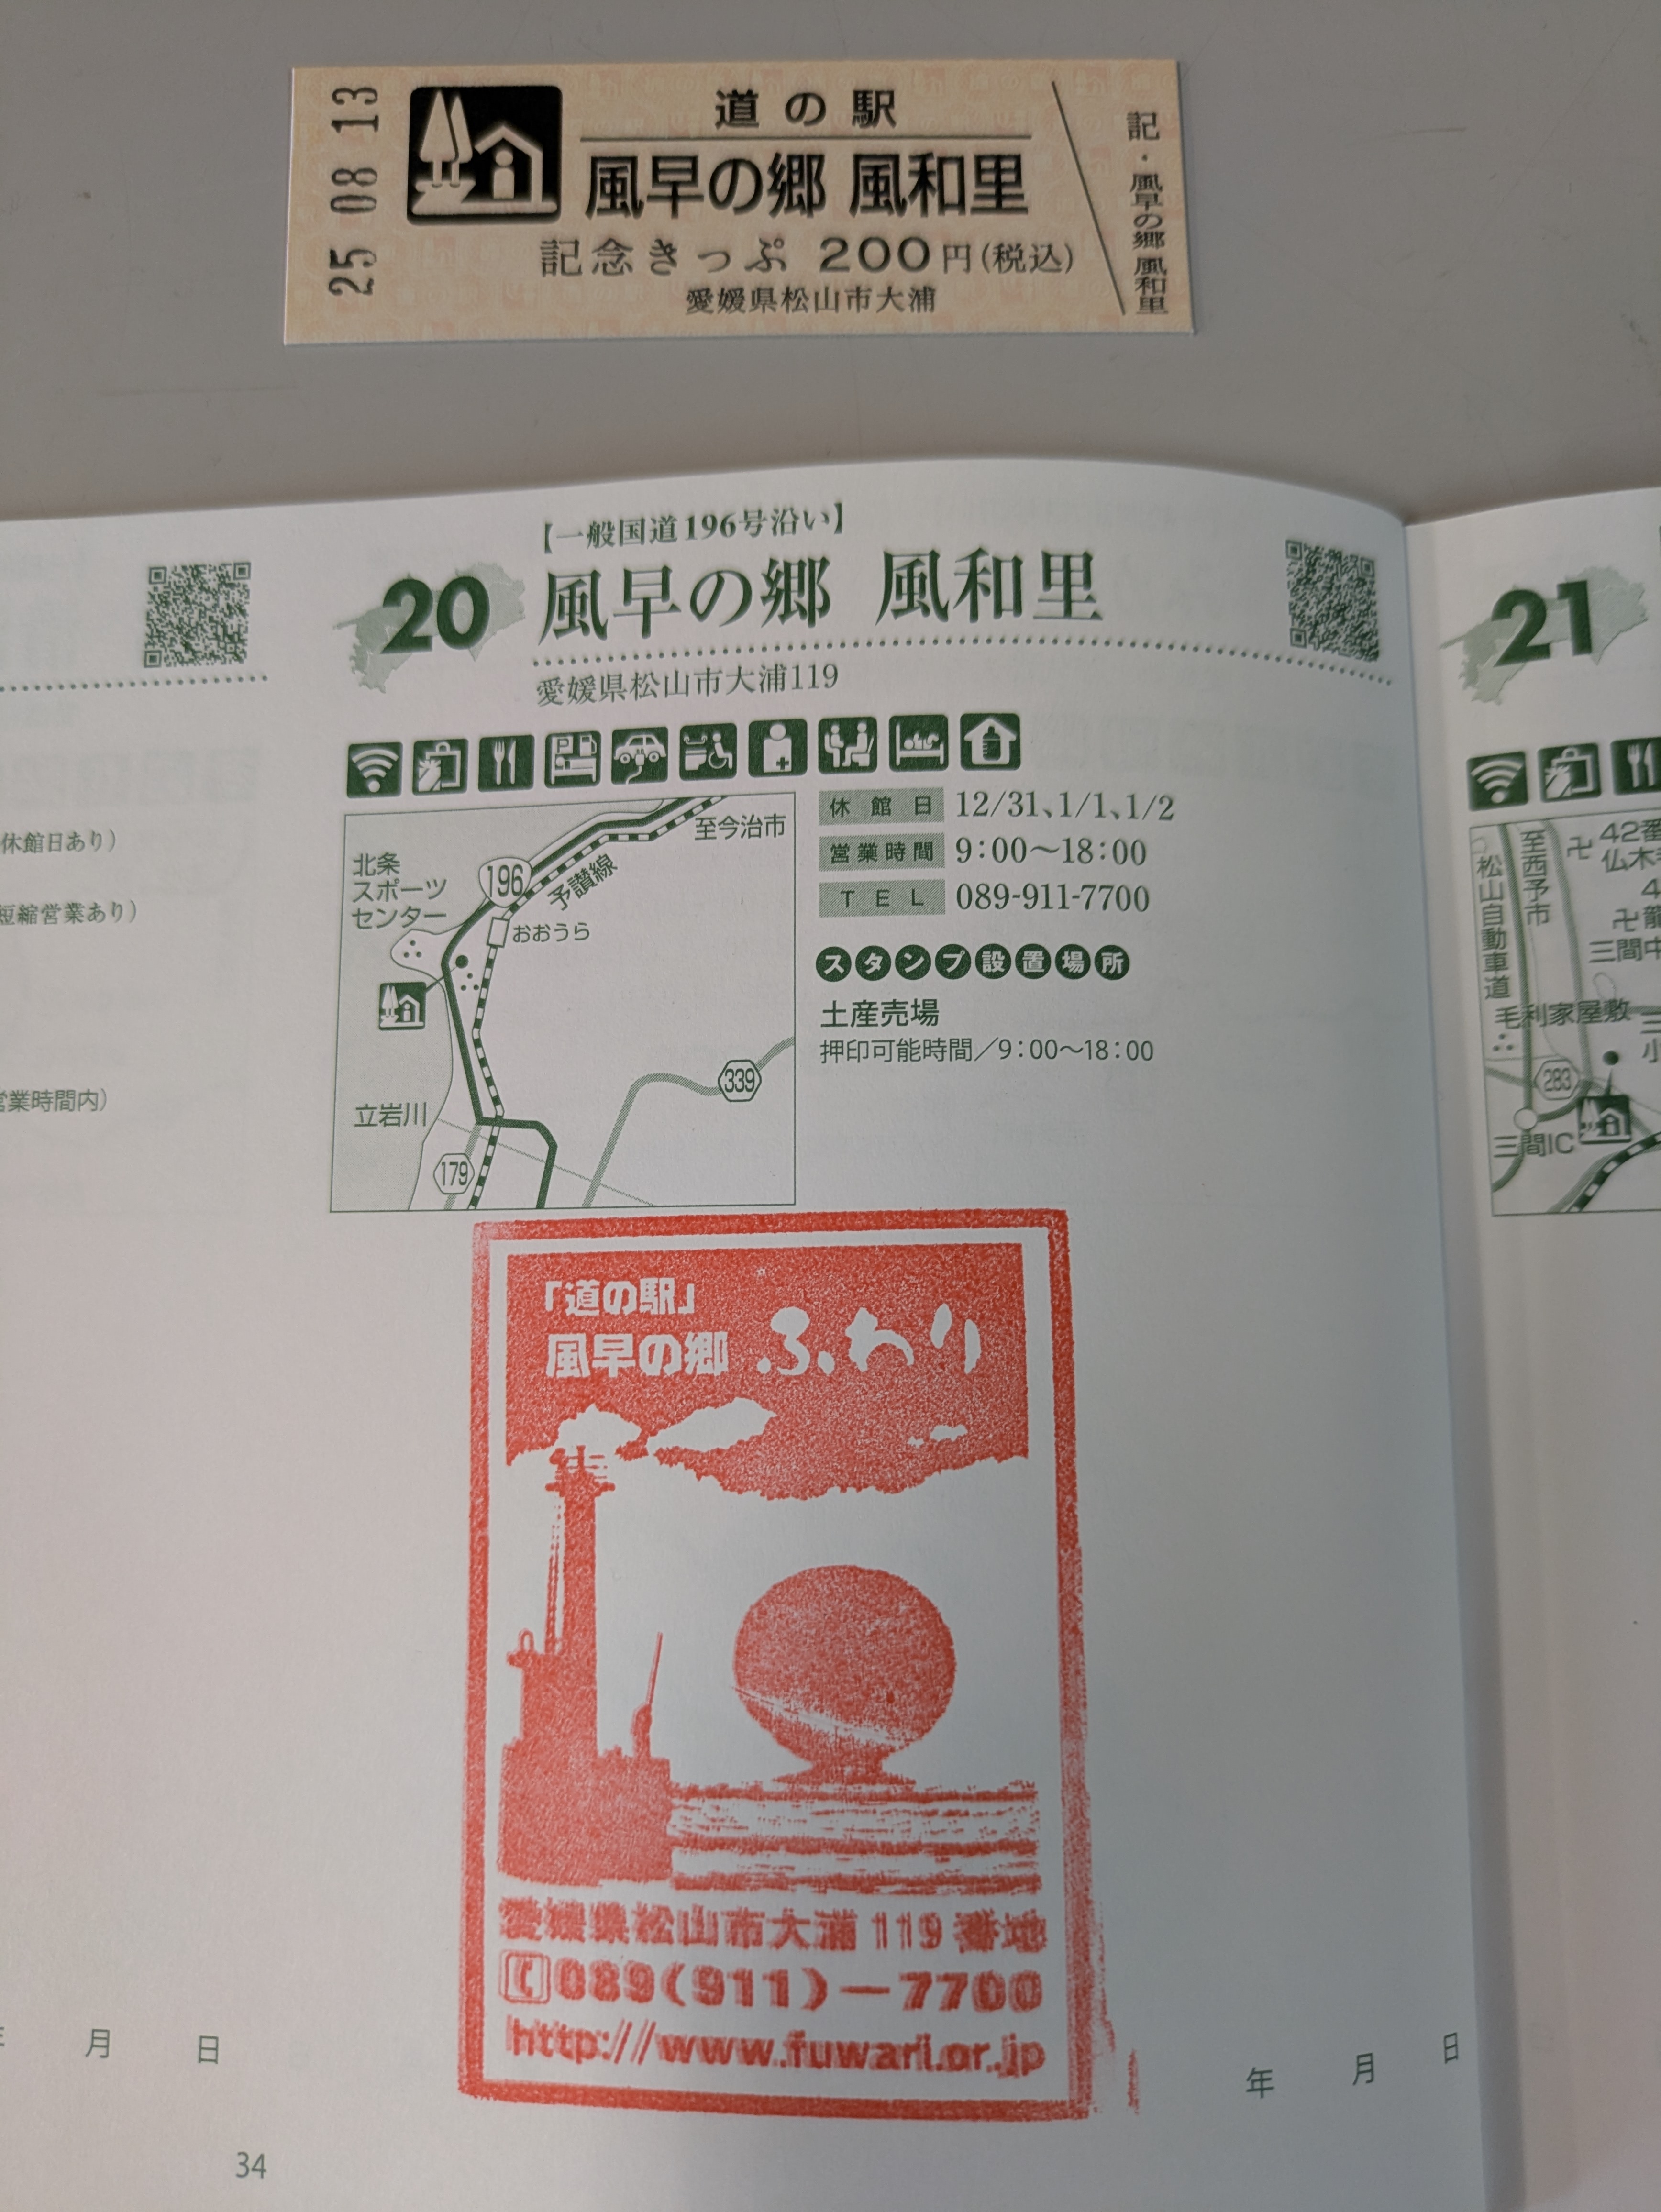 25 08 13
道の駅
風早の郷 風和里
記念きっぷ 200円(税込)
愛媛県松山市大浦
記・風早の郷 風和里
【一般国道196号沿い】
20 風早の郷 風和里
愛媛県松山市大浦119
P
至今治市
北条
スポーツ
センター
196
予讃線
おおうら
立岩川
179
339
休館日 12/31、1/1、1/2
営業時間 9:00〜18:00
TEL 089-911-7700
スタンプ設置場所
土産売場
押印可能時間/9:00〜18:00
「道の駅」
風早の郷 ふわり
愛媛県松山市大浦119番地
089(911)-7700
http://www.fuwari.or.jp
年 月 日
34
休館日あり)
短縮営業あり)
営業時間内)
月 日
21
松山自動車道
至西予市
42番
仏木
三間中
毛利家屋敷
283
三間IC